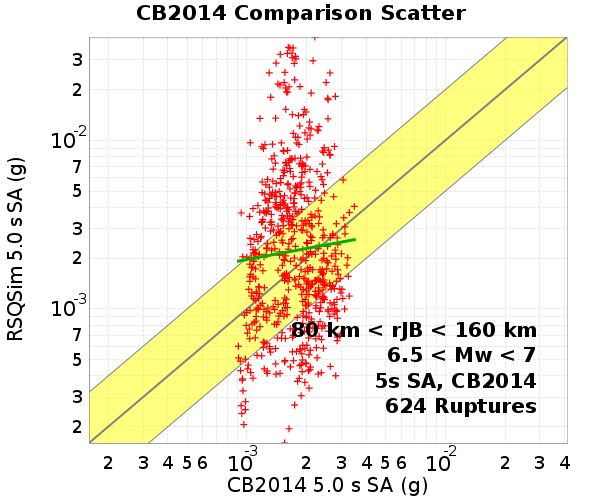 CB2014 Comparison Scatter
RSQSim 5.0 s SA (g)
3
2
10-2
7
5
3
2
10-3
7
5
3
2
80 km < rJB < 160 km
6.5 < Mw < 7
5s SA, CB2014
624 Ruptures
2 3 4 5 6 10-3 2 3 4 5 6 10-2 2 3 4
CB2014 5.0 s SA (g)